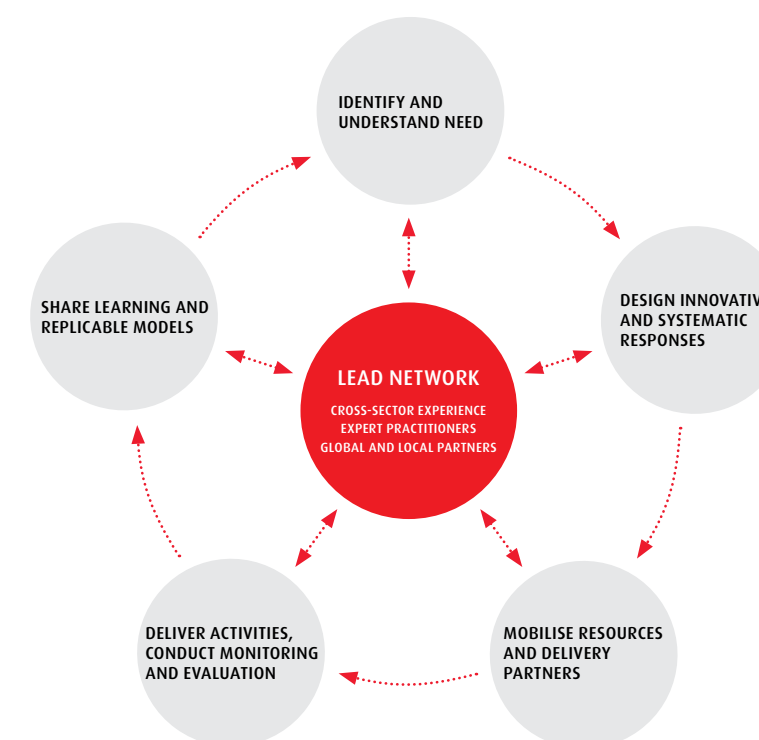 IDENTIFY AND
UNDERSTAND NEED
DESIGN INNOVATIV
AND SYSTEMATIC
RESPONSES
MOBILISE RESOURCES
AND DELIVERY
PARTNERS
DELIVER ACTIVITIES,
CONDUCT MONITORING
AND EVALUATION
SHARE LEARNING AND
REPLICABLE MODELS
LEAD NETWORK
CROSS-SECTOR EXPERIENCE
EXPERT PRACTITIONERS
GLOBAL AND LOCAL PARTNERS